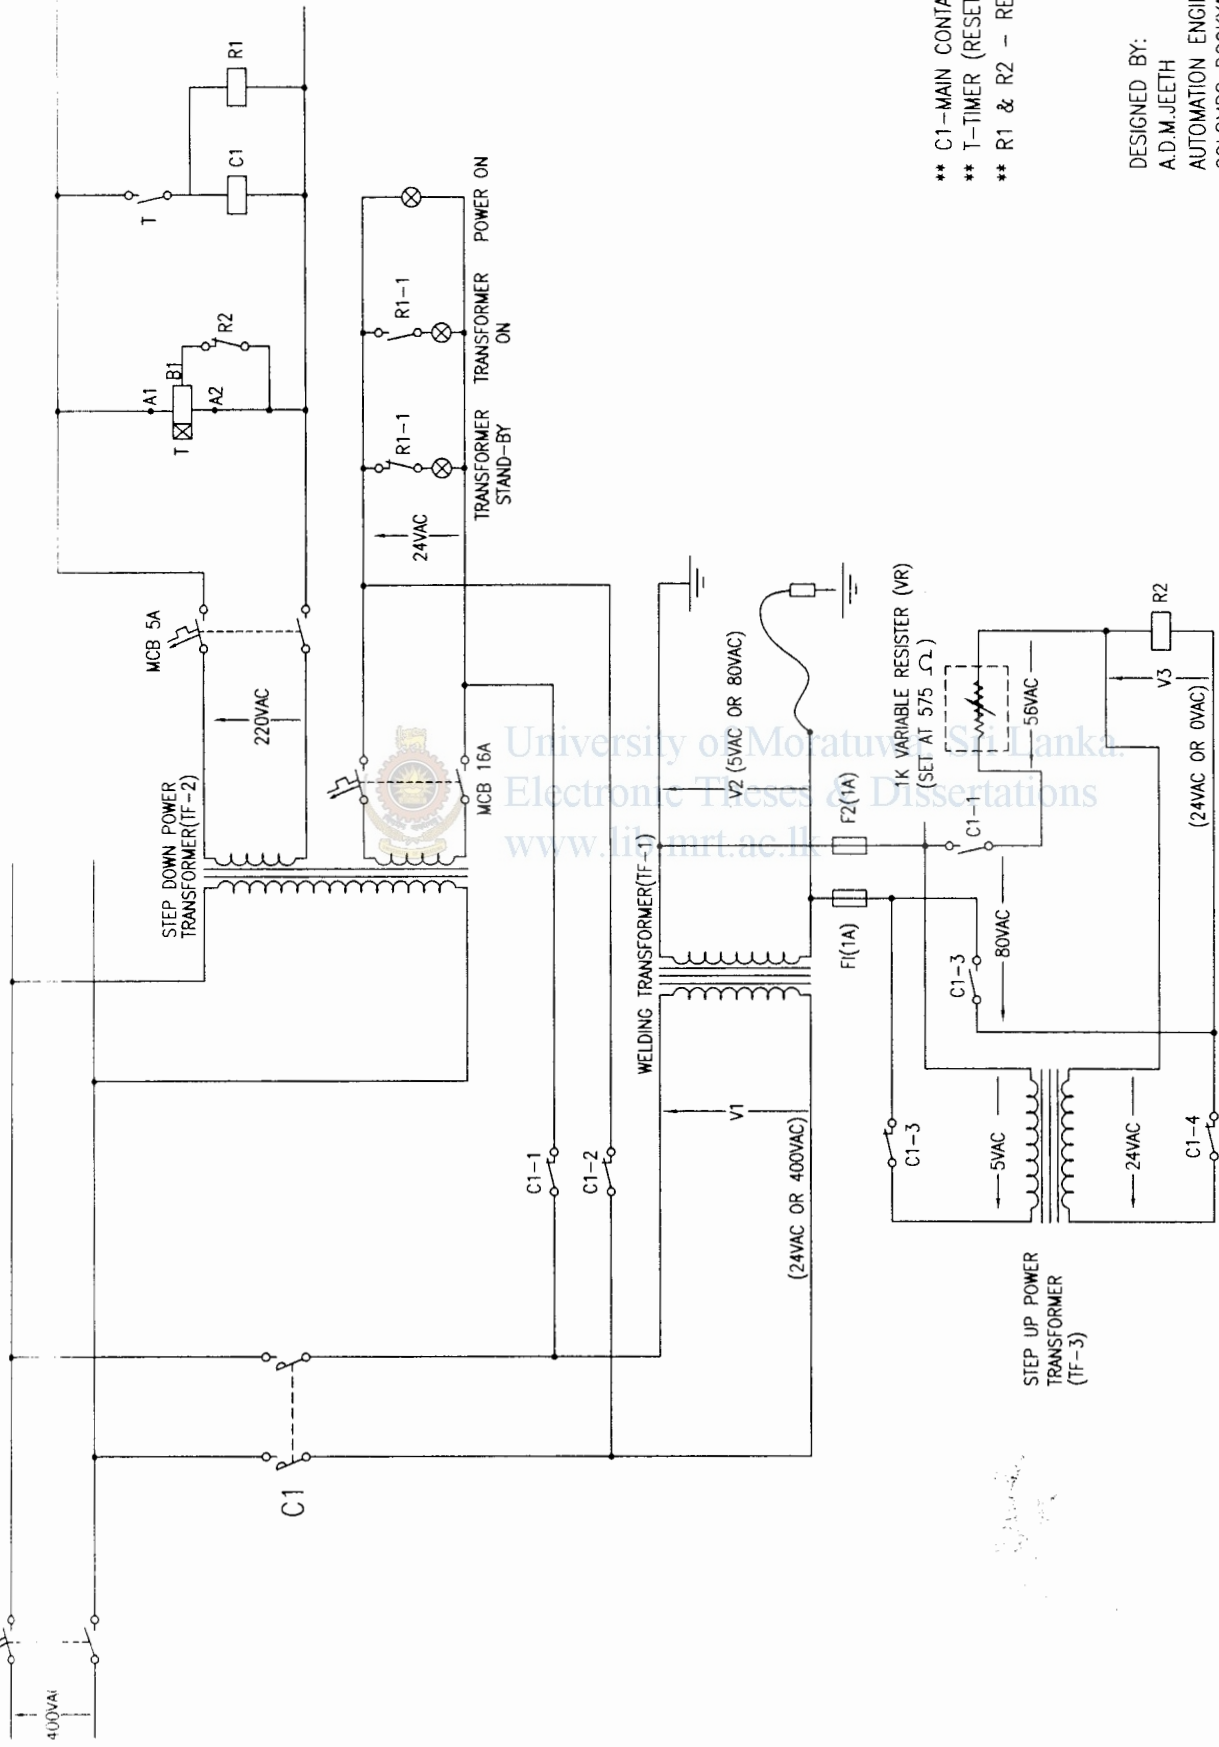 400VA
C1
STEP DOWN POWER
TRANSFORMER(TF-2)
220VAC
MCB 5A
T
A1
B1
A2
R2
T
C1
R1
MCB 16A
24VAC
R1-1
R1-1
TRANSFORMER
STAND-BY
TRANSFORMER
ON
POWER ON
C1-1
C1-2
WELDING TRANSFORMER(TF-1)
V1
(24VAC OR 400VAC)
V2 (5VAC OR 80VAC)
F1(1A)
F2(1A)
1K VARIABLE RESISTER (VR)
(SET AT 575 Ω)
C1-3
C1-3
C1-1
80VAC
56VAC
5VAC
24VAC
STEP UP POWER
TRANSFORMER
(TF-3)
C1-4
V3
(24VAC OR 0VAC)
R2
** C1-MAIN CONTA
** T-TIMER (RESET
** R1 & R2 - RE
DESIGNED BY:
A.D.M.JEETH
AUTOMATION ENGI
University of Moratuwa, Sri Lanka.
Electronic Theses & Dissertations
www.lib.mrt.ac.lk